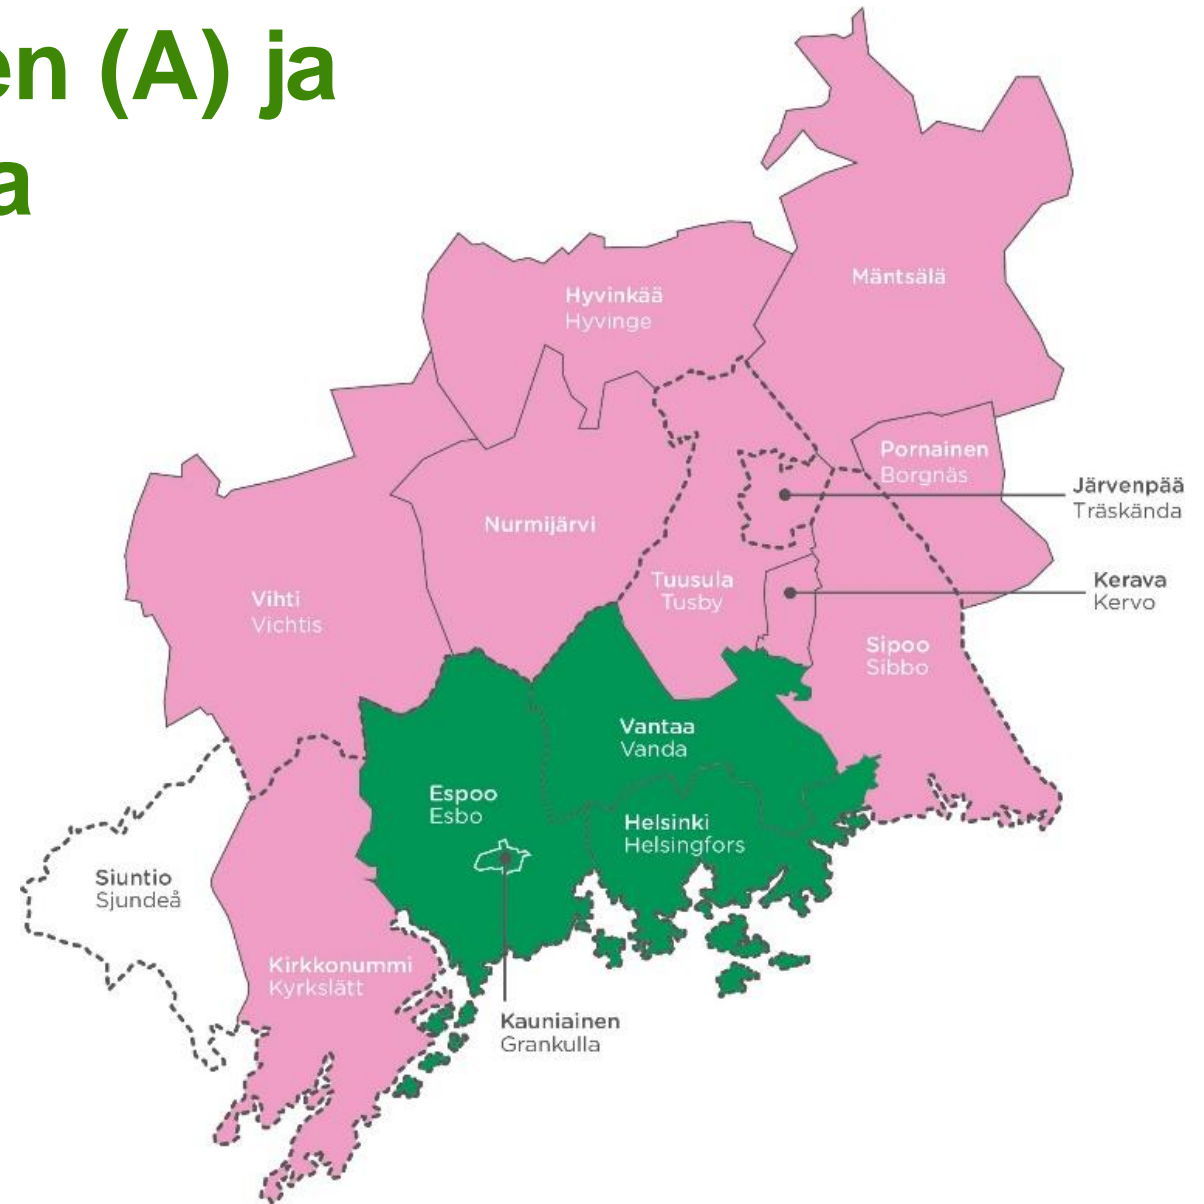 en (A) ja
a
Mäntsälä
Hyvinkää
Hyvinge
Pornainen
Borgnäs
Järvenpää
Träskända
Nurmijärvi
Tuusula
Tusby
Kerava
Kervo
Vihti
Vichtis
Sipoo
Sibbo
Vantaa
Vanda
Espoo
Esbo
Helsinki
Helsingfors
Siuntio
Sjundeå
Kirkkonummi
Kyrkslätt
Kauniainen
Grankulla